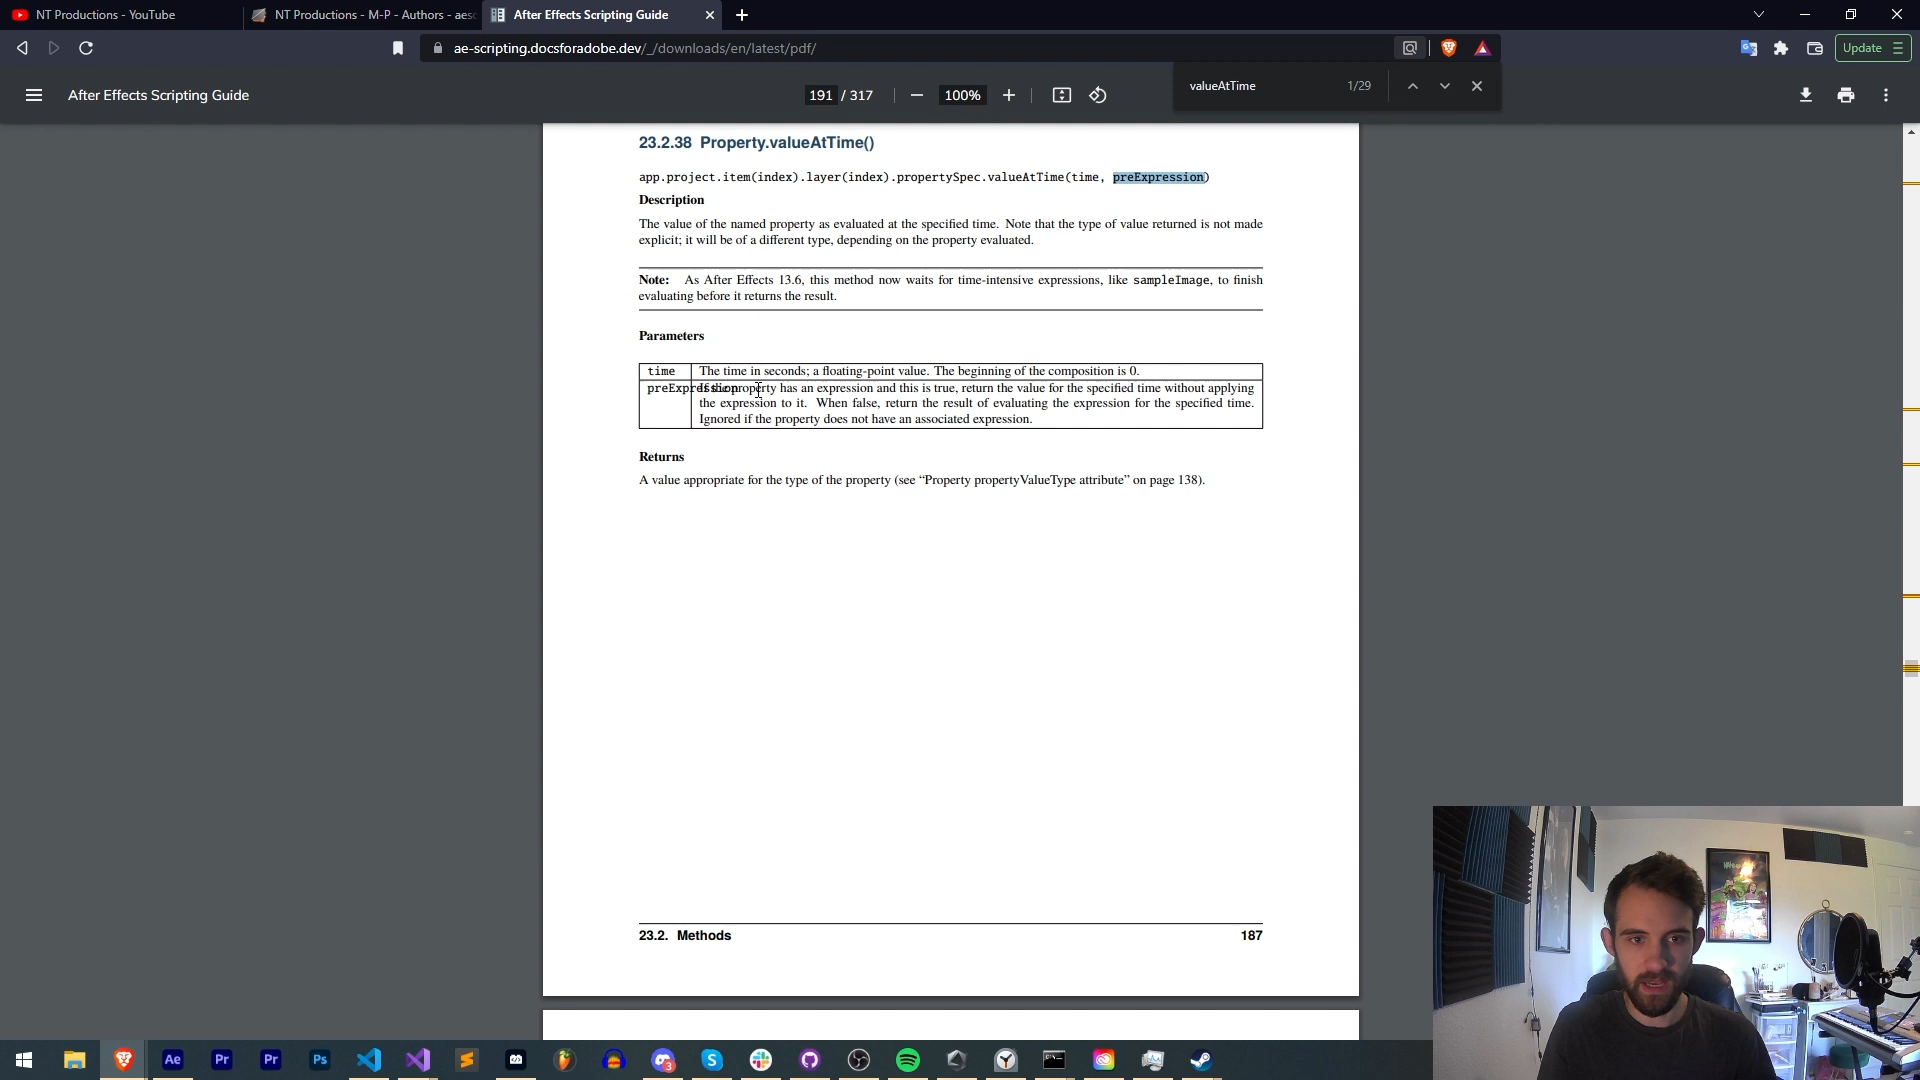 NT Productions - YouTube
NT Productions - M-P - Authors - aesc
After Effects Scripting Guide
ae-scripting.docsforadobe.dev/_/downloads/en/latest/pdf/
Update
After Effects Scripting Guide
191 / 317
100%
valueAtTime
1/29
23.2.38 Property.valueAtTime()
app.project.item(index).layer(index).propertySpec.valueAtTime(time, preExpression)
Description
The value of the named property as evaluated at the specified time. Note that the type of value returned is not made
explicit; it will be of a different type, depending on the property evaluated.
Note: As After Effects 13.6, this method now waits for time-intensive expressions, like sampleImage, to finish
evaluating before it returns the result.
Parameters
time The time in seconds; a floating-point value. The beginning of the composition is 0.
preExpression If the property has an expression and this is true, return the value for the specified time without applying
the expression to it. When false, return the result of evaluating the expression for the specified time.
Ignored if the property does not have an associated expression.
Returns
A value appropriate for the type of the property (see “Property propertyValueType attribute” on page 138).
23.2. Methods
187
Ae
Pr
Pr
Ps
3